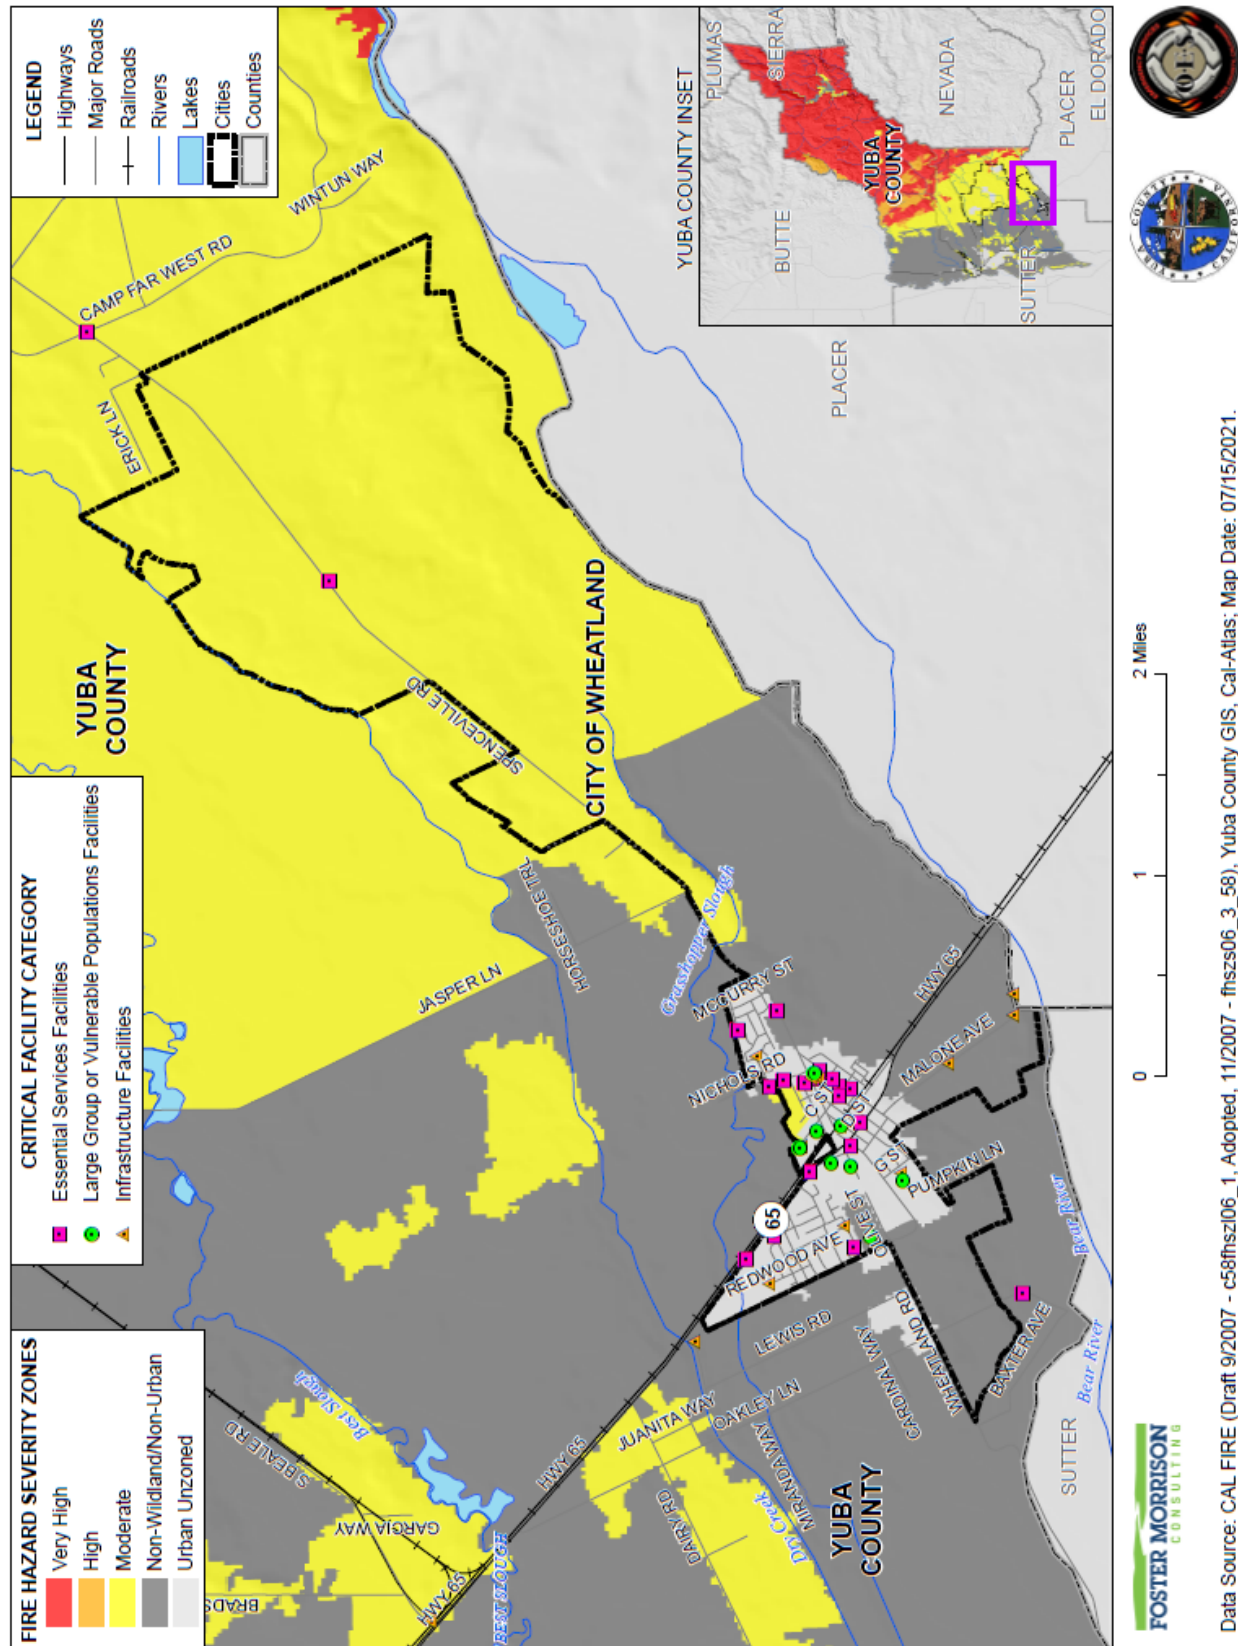 FIRE HAZARD SEVERITY ZONES
Very High
High
Moderate
Non-Wildland/Non-Urban
Urban Unzoned
CRITICAL FACILITY CATEGORY
Essential Services Facilities
Large Group or Vulnerable Populations Facilities
Infrastructure Facilities
LEGEND
Highways
Major Roads
Railroads
Rivers
Lakes
Cities
Counties
YUBA
COUNTY
CAMP FAR WEST RD
WINTUN WAY
ERICK LN
SPENCEVILLE RD
CITY OF WHEATLAND
JASPER LN
HORSESHOE TRL
Grasshopper Slough
S BEALE RD
Best Slough
GARCIA WAY
BRADS
HWY 65
BEST SLOUGH
HWY 65
MCCURRY ST
NICHOLS RD
C ST
D ST
G ST
HWY 65
MALONE AVE
PUMPKIN LN
65
REDWOOD AVE
OLIVE ST
LEWIS RD
JUANITA WAY
OAKLEY LN
DAIRY RD
MIRANDA WAY
Dry Creek
CARDINAL WAY
WHEATLAND RD
BAXTER AVE
Bear River
Bear River
YUBA
COUNTY
SUTTER
PLACER
YUBA COUNTY INSET
PLUMAS
SIERRA
BUTTE
YUBA
COUNTY
NEVADA
SUTTER
PLACER
EL DORADO
0 1 2 Miles
FOSTER MORRISON
CONSULTING
YUBA COUNTY
Data Source: CAL FIRE (Draft 9/2007 - c58fhszl06_1, Adopted, 11/2007 - fhszs06_3_58), Yuba County GIS, Cal-Atlas; Map Date: 07/15/2021.